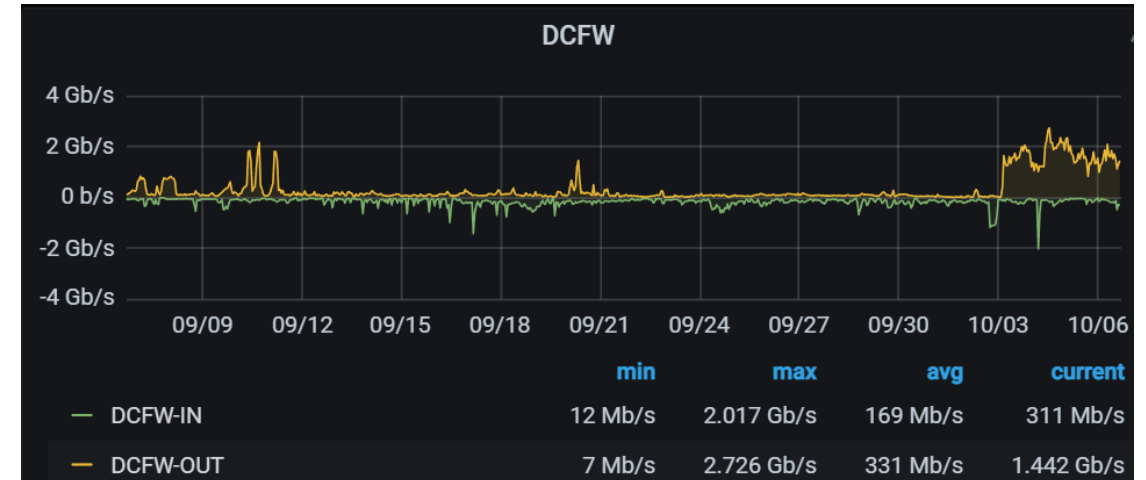 DCFW
4 Gb/s
2 Gb/s
0 b/s
-2 Gb/s
-4 Gb/s
09/09 09/12 09/15 09/18 09/21 09/24 09/27 09/30 10/03 10/06
min max avg current
DCFW-IN 12 Mb/s 2.017 Gb/s 169 Mb/s 311 Mb/s
DCFW-OUT 7 Mb/s 2.726 Gb/s 331 Mb/s 1.442 Gb/s